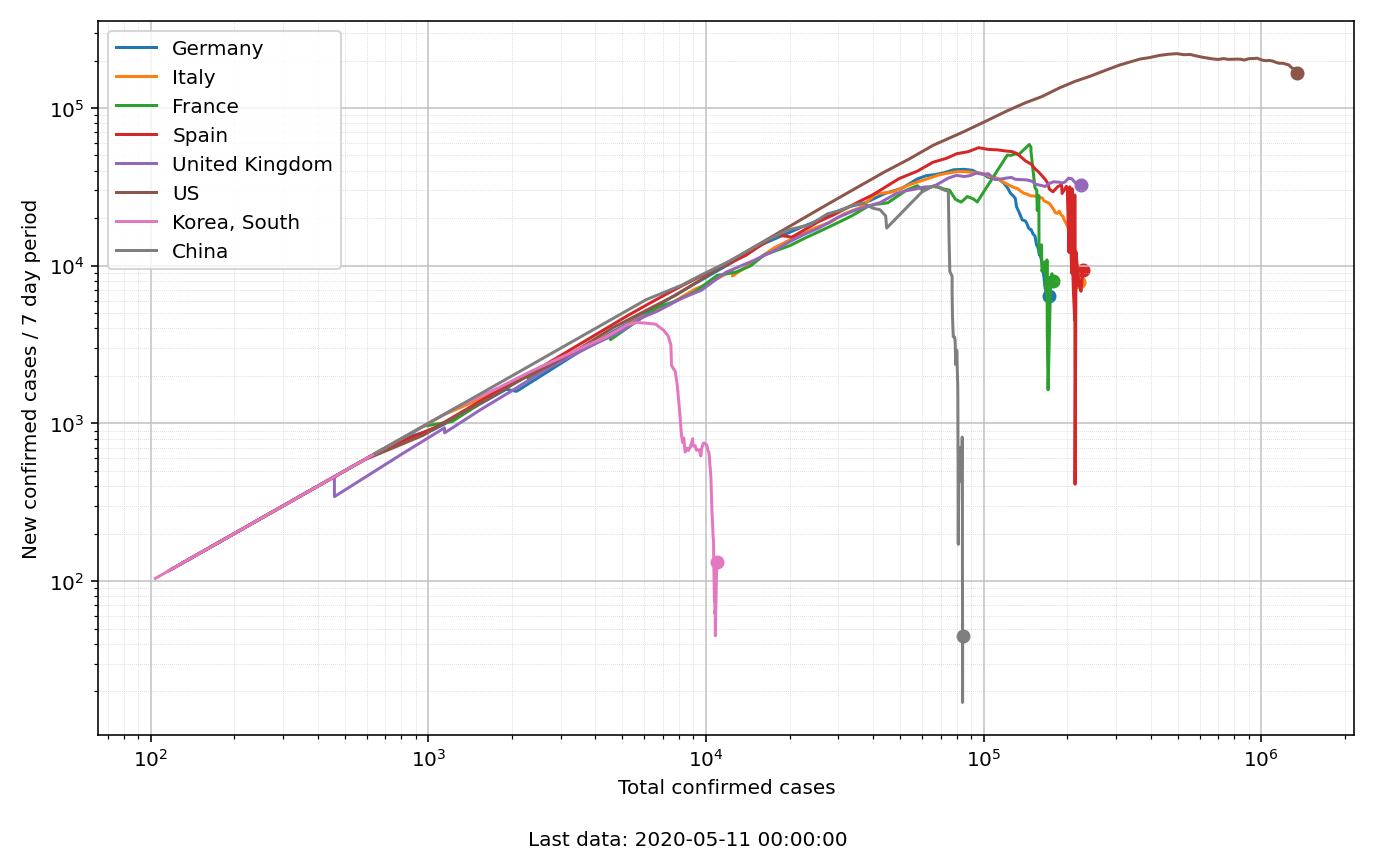 Germany
Italy
France
Spain
United Kingdom
US
Korea, South
China
New confirmed cases / 7 day period
10⁵
10⁴
10³
10²
10² 10³ 10⁴ 10⁵ 10⁶
Total confirmed cases
Last data: 2020-05-11 00:00:00